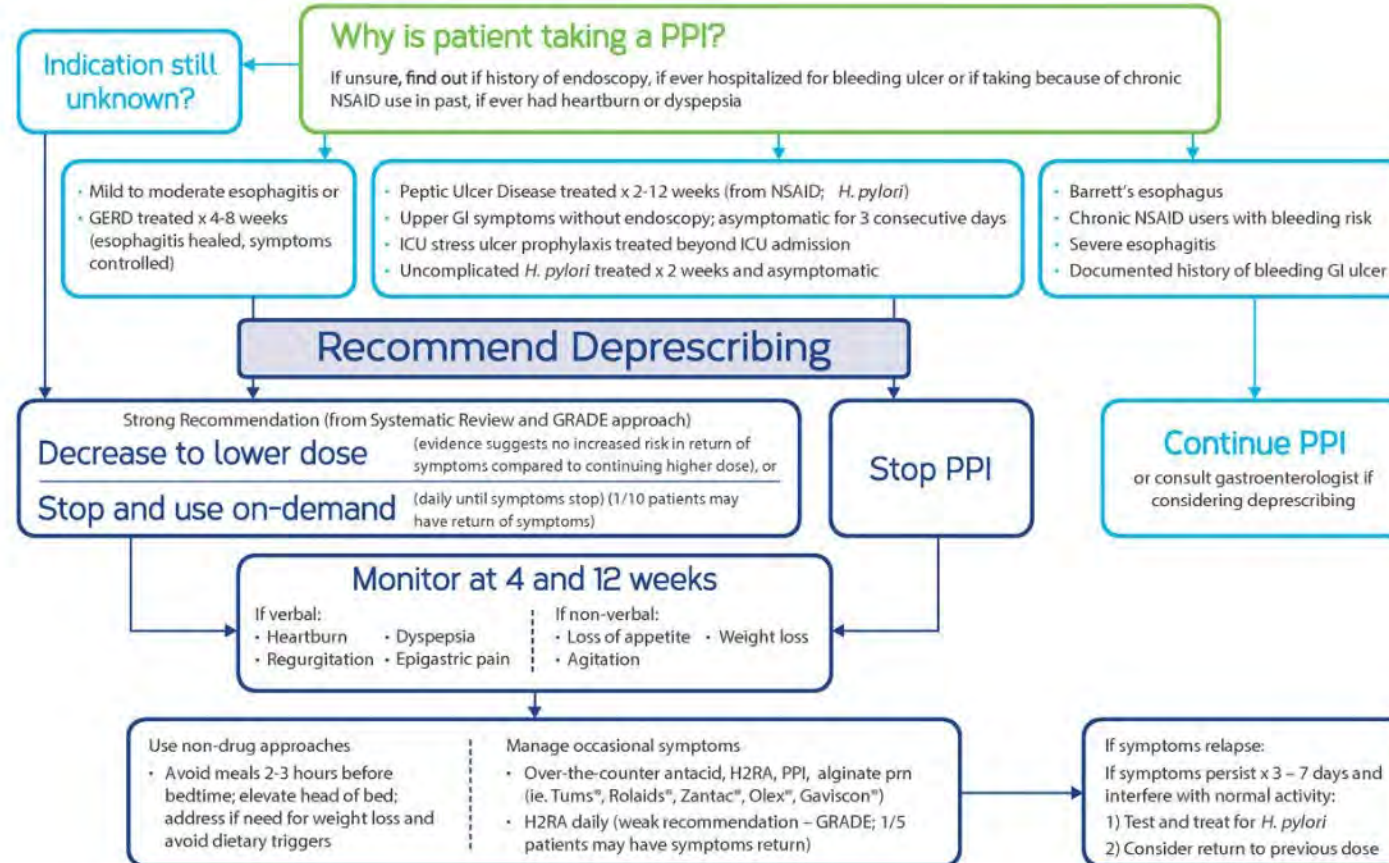 Why is patient taking a PPI?
If unsure, find out if history of endoscopy, if ever hospitalized for bleeding ulcer or if taking because of chronic
NSAID use in past, if ever had heartburn or dyspepsia
Indication still
unknown?
• Mild to moderate esophagitis or
• GERD treated x 4-8 weeks
(esophagitis healed, symptoms
controlled)
• Peptic Ulcer Disease treated x 2-12 weeks (from NSAID; H. pylori)
• Upper GI symptoms without endoscopy; asymptomatic for 3 consecutive days
• ICU stress ulcer prophylaxis treated beyond ICU admission
• Uncomplicated H. pylori treated x 2 weeks and asymptomatic
• Barrett's esophagus
• Chronic NSAID users with bleeding risk
• Severe esophagitis
• Documented history of bleeding GI ulcer
Recommend Deprescribing
Strong Recommendation (from Systematic Review and GRADE approach)
Decrease to lower dose
(evidence suggests no increased risk in return of
symptoms compared to continuing higher dose), or
Stop and use on-demand
(daily until symptoms stop) (1/10 patients may
have return of symptoms)
Stop PPI
Continue PPI
or consult gastroenterologist if
considering deprescribing
Monitor at 4 and 12 weeks
If verbal:
• Heartburn • Dyspepsia
• Regurgitation • Epigastric pain
If non-verbal:
• Loss of appetite • Weight loss
• Agitation
Use non-drug approaches
• Avoid meals 2-3 hours before
bedtime; elevate head of bed;
address if need for weight loss and
avoid dietary triggers
Manage occasional symptoms
• Over-the-counter antacid, H2RA, PPI, alginate prn
(ie. Tums®, Rolaids®, Zantac®, Olex®, Gaviscon®)
• H2RA daily (weak recommendation – GRADE; 1/5
patients may have symptoms return)
If symptoms relapse:
If symptoms persist x 3 – 7 days and
interfere with normal activity:
1) Test and treat for H. pylori
2) Consider return to previous dose